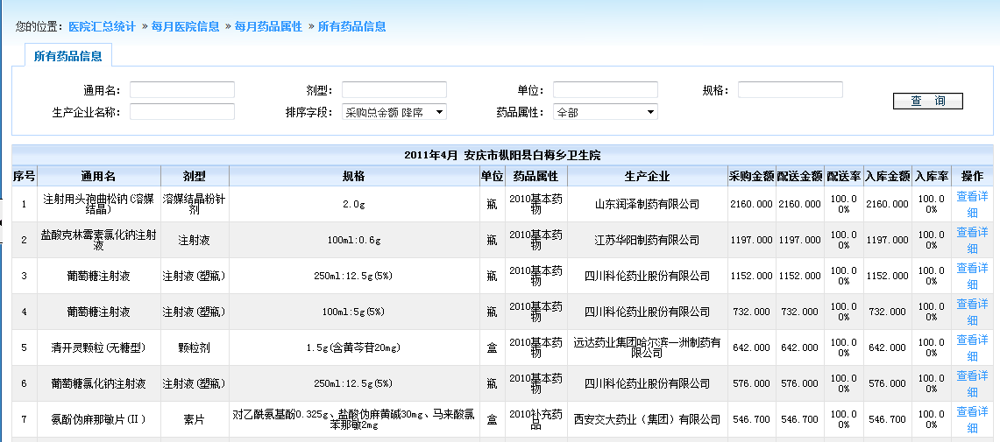 您的位置: 医院汇总统计 » 每月医院信息 » 每月药品属性 » 所有药品信息
所有药品信息
通用名: 剂型: 单位: 规格:
查 询
生产企业名称: 排序字段: 采购总金额 降序 药品属性: 全部
2011年4月 安庆市枞阳县白梅乡卫生院
序号 通用名 剂型 规格 单位 药品属性 生产企业 采购金额 配送金额 配送率 入库金额 入库率 操作
1 注射用头孢曲松钠(溶媒结晶) 溶媒结晶粉针剂 2.0g 瓶 2010基本药物 山东润泽制药有限公司 2160.000 2160.000 100.00% 2160.000 100.00% 查看详细
2 盐酸克林霉素氯化钠注射液 注射液 100ml:0.6g 瓶 2010基本药物 江苏华阳制药有限公司 1197.000 1197.000 100.00% 1197.000 100.00% 查看详细
3 葡萄糖注射液 注射液(塑瓶) 250ml:12.5g(5%) 瓶 2010基本药物 四川科伦药业股份有限公司 1152.000 1152.000 100.00% 1152.000 100.00% 查看详细
4 葡萄糖注射液 注射液(塑瓶) 100ml:5g(5%) 瓶 2010基本药物 四川科伦药业股份有限公司 732.000 732.000 100.00% 732.000 100.00% 查看详细
5 清开灵颗粒(无糖型) 颗粒剂 1.5g(含黄芩苷20mg) 盒 2010基本药物 远达药业集团哈尔滨一洲制药有限公司 642.000 642.000 100.00% 642.000 100.00% 查看详细
6 葡萄糖氯化钠注射液 注射液(塑瓶) 250ml:12.5g(5%) 瓶 2010基本药物 四川科伦药业股份有限公司 576.000 576.000 100.00% 576.000 100.00% 查看详细
7 氨酚伪麻那敏片(II) 素片 对乙酰氨基酚0.325g、盐酸伪麻黄碱30mg、马来酸氯苯那敏2mg 盒 2010补充药品 西安交大药业（集团）有限公司 546.700 546.700 100.00% 546.700 100.00% 查看详细